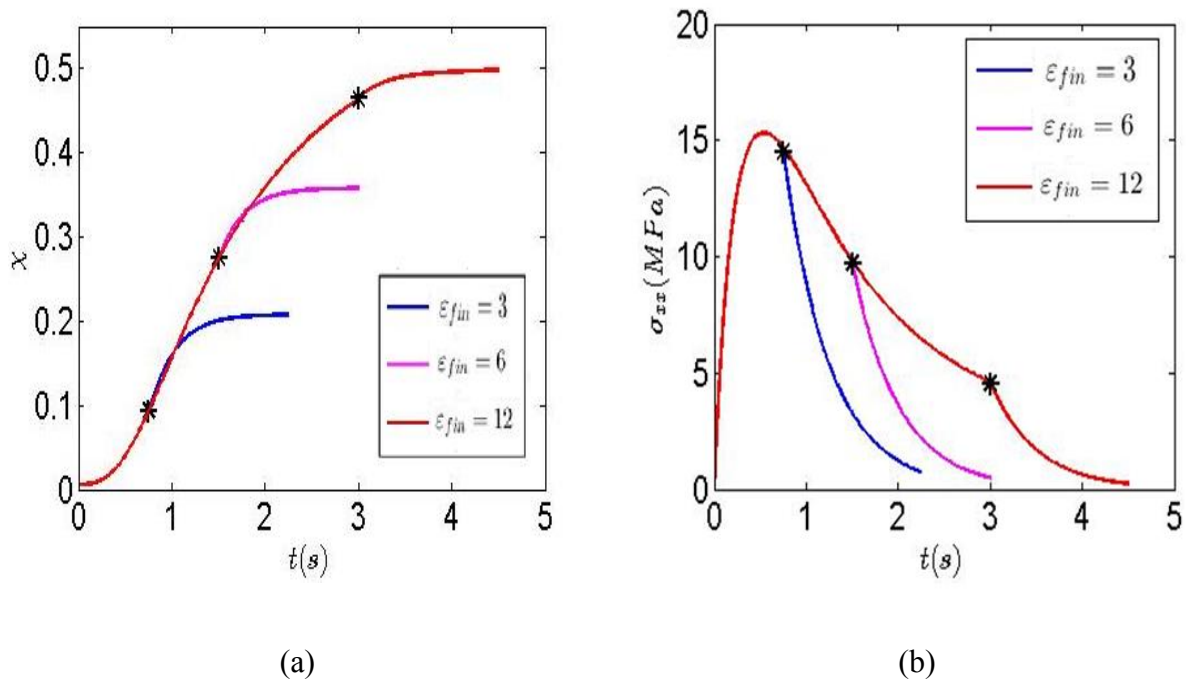 0.5
0.4
0.3
0.2
0.1
0
x
0 1 2 3 4 5
t(s)
ε_fin = 3
ε_fin = 6
ε_fin = 12
(a)
20
15
10
5
0
σ_xx(MPa)
0 1 2 3 4 5
t(s)
ε_fin = 3
ε_fin = 6
ε_fin = 12
(b)